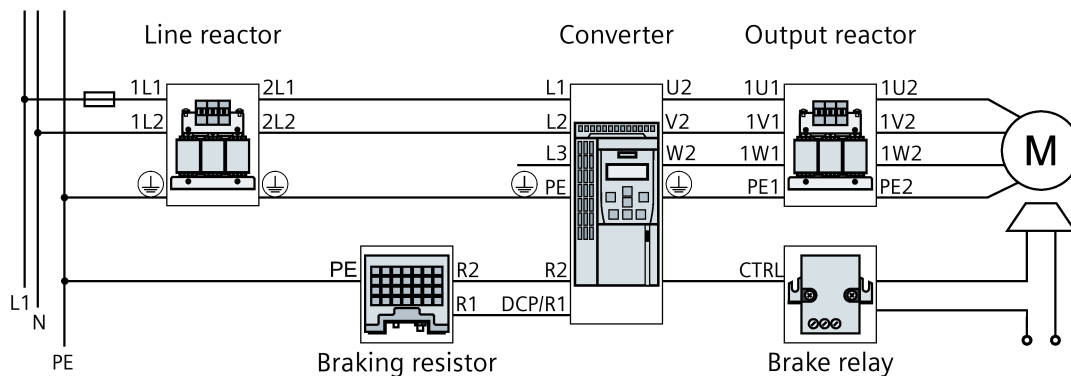 Line reactor Converter Output reactor
1L1 2L1 L1 U2 1U1 1U2
1L2 2L2 L2 V2 1V1 1V2
L3 W2 1W1 1W2
M
PE PE1 PE2
PE R2 R2 CTRL
L1 R1 DCP/R1
N
PE Braking resistor Brake relay